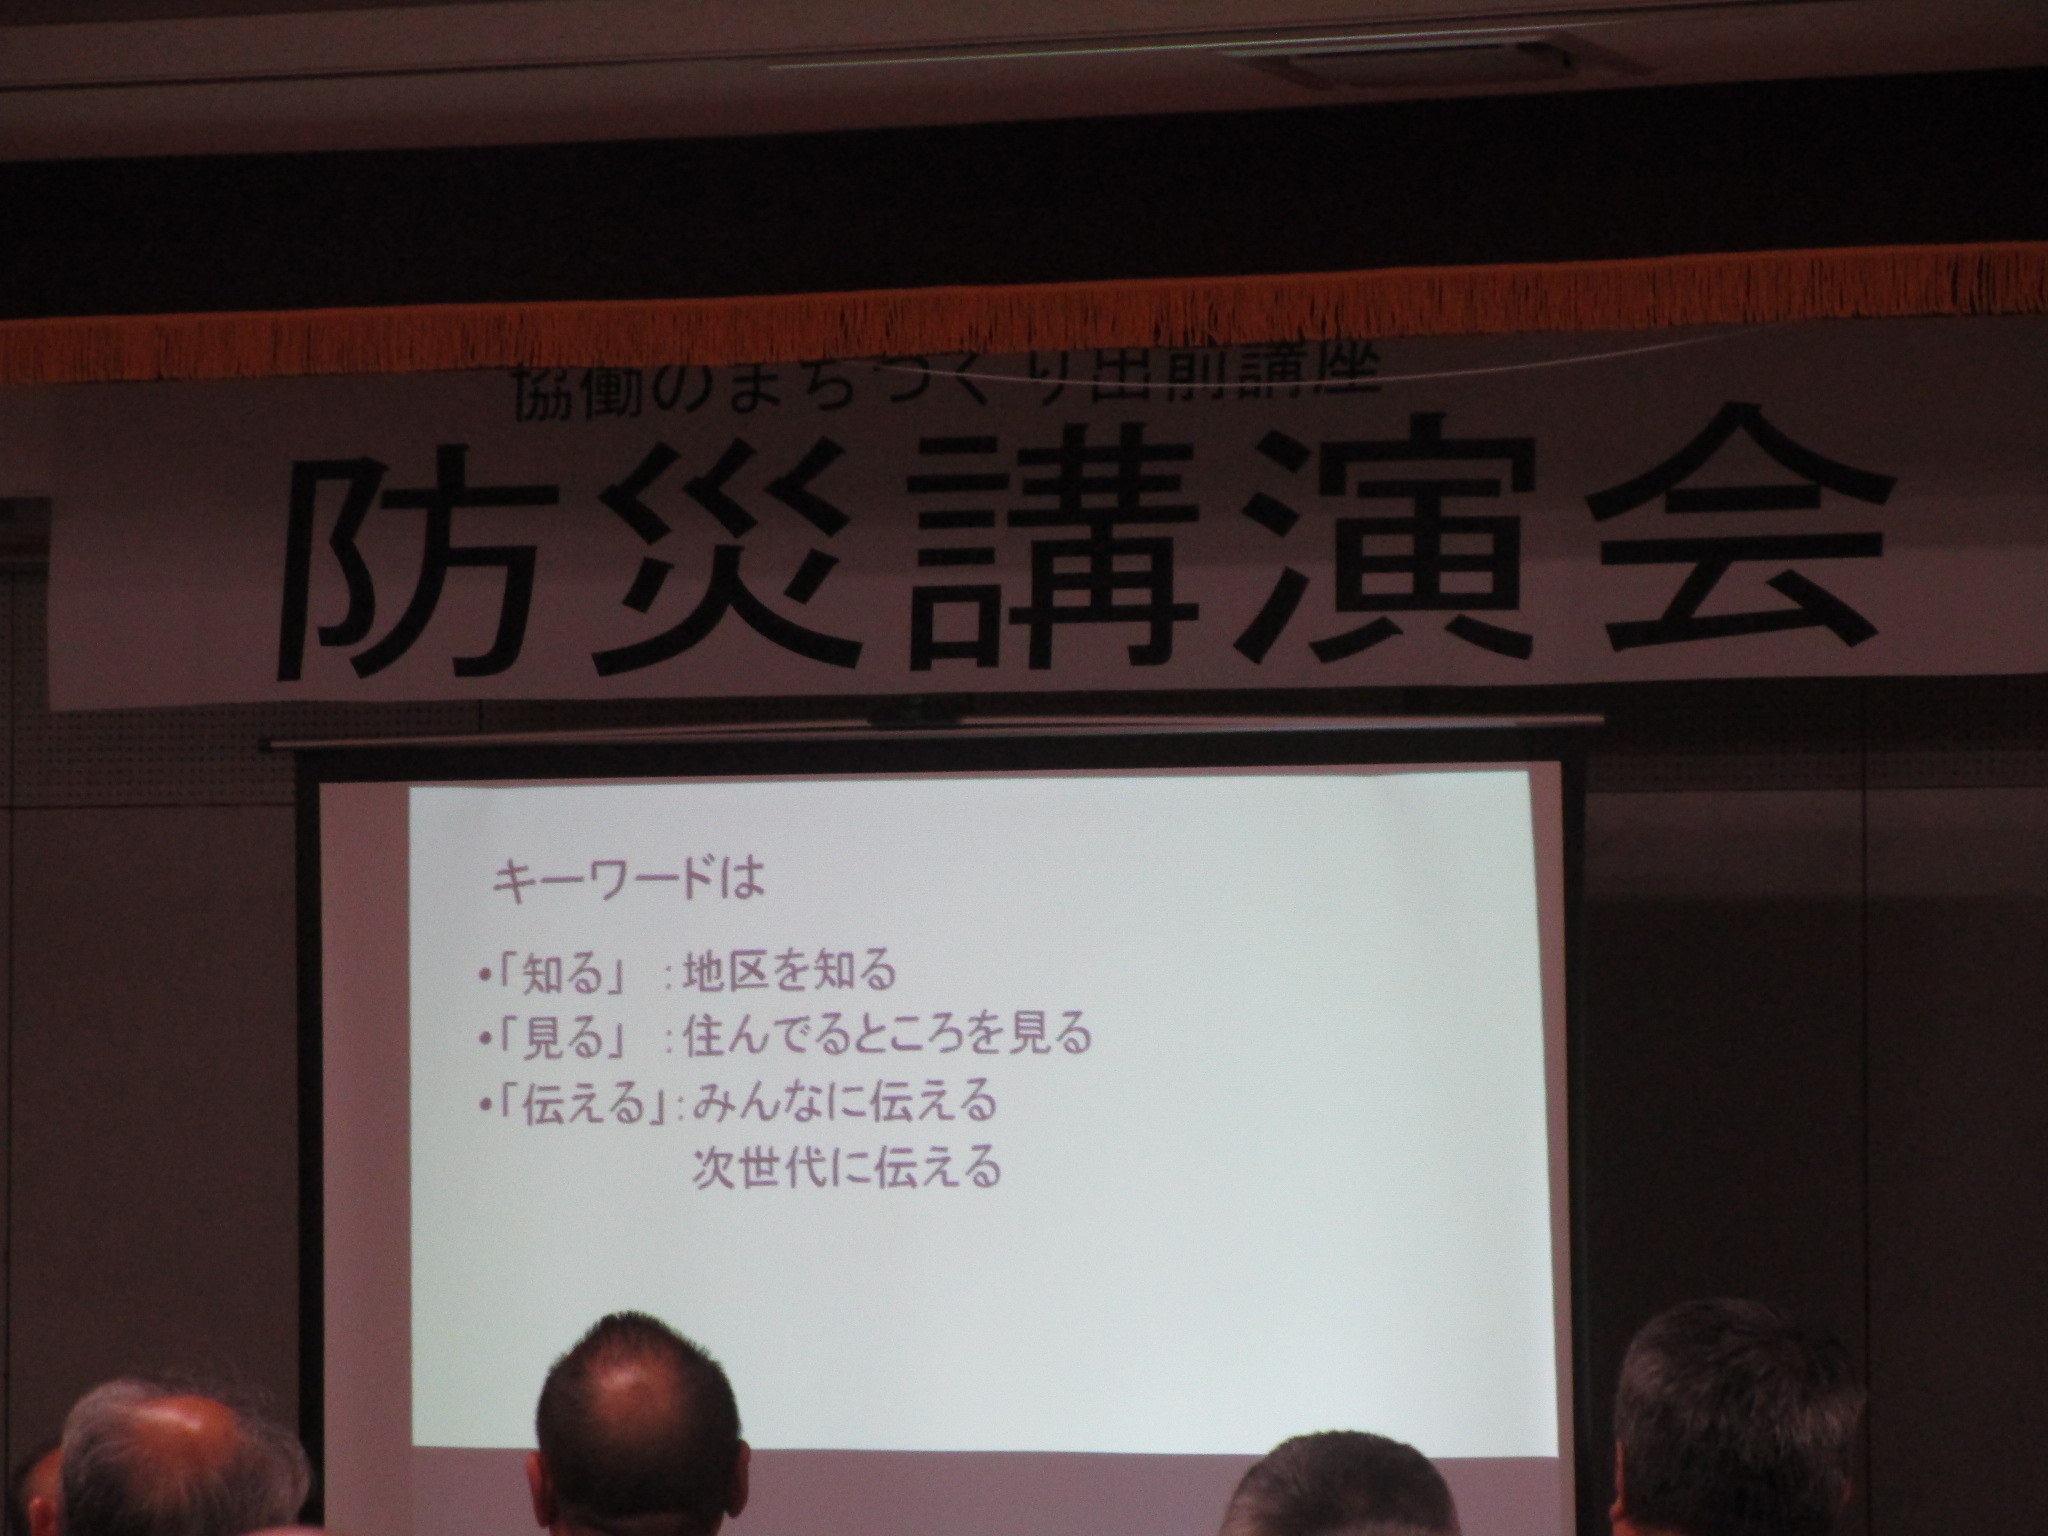 協働のまちづくり出前講座
防災講演会
キーワードは
・「知る」 :地区を知る
・「見る」 :住んでるところを見る
・「伝える」:みんなに伝える
次世代に伝える